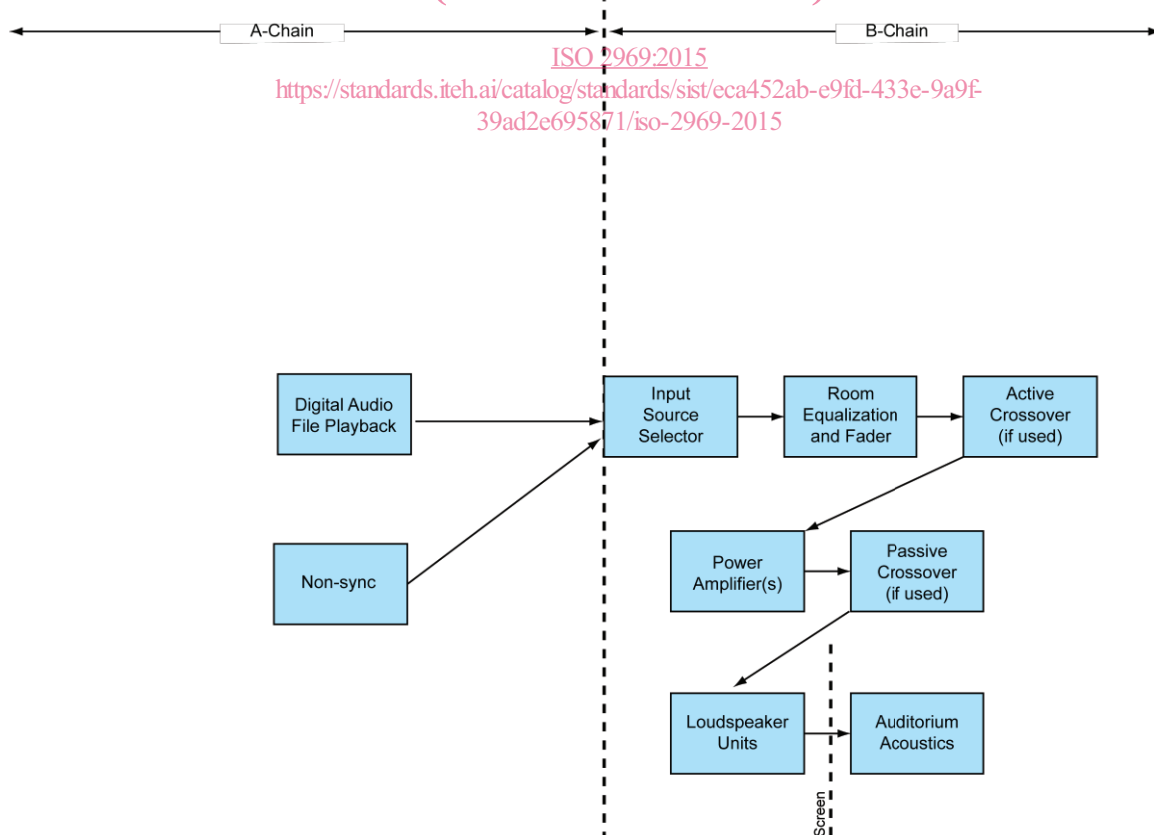 A-Chain
B-Chain
ISO 2969:2015
https://standards.iteh.ai/catalog/standards/sist/eca452ab-e9fd-433e-9a9f-
39ad2e695871/iso-2969-2015
Digital Audio
File Playback
Input
Source
Selector
Room
Equalization
and Fader
Active
Crossover
(if used)
Non-sync
Power
Amplifier(s)
Passive
Crossover
(if used)
Loudspeaker
Units
Auditorium
Acoustics
Screen